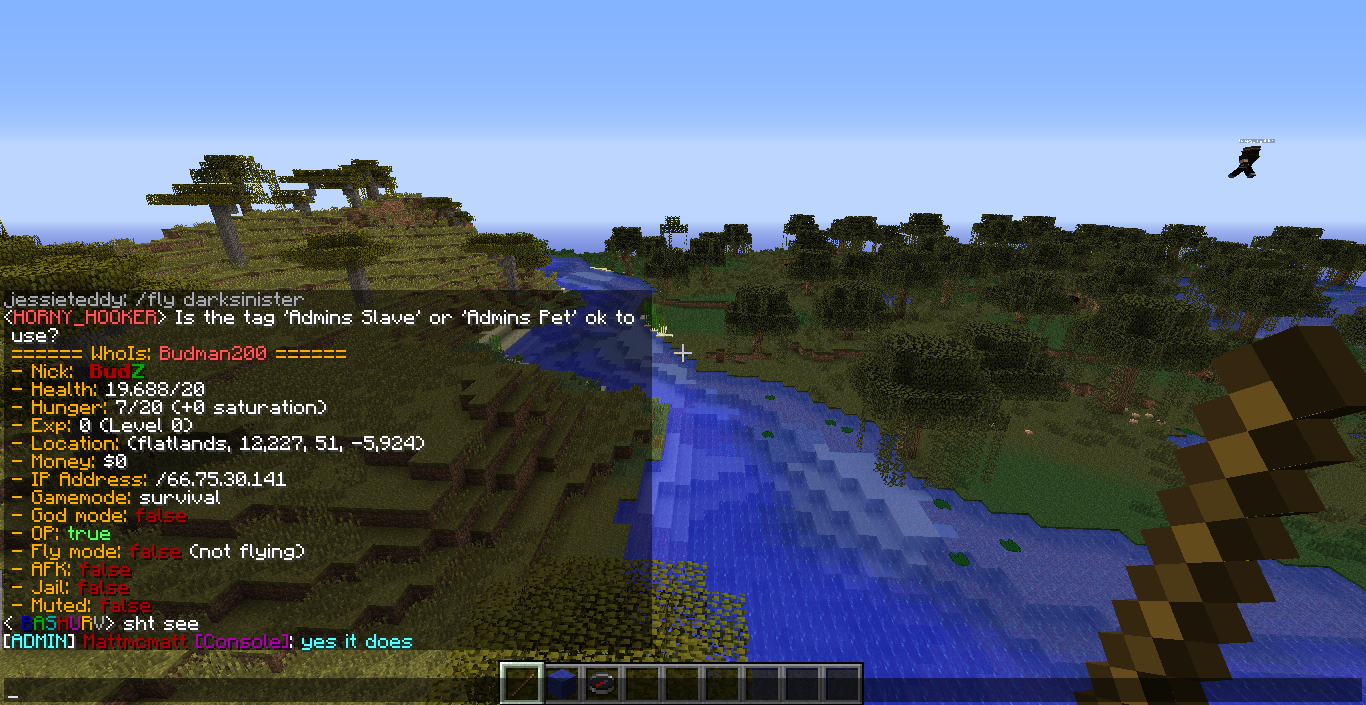 jessieteddy: /fly darksinister
<HORNY_HOOKER> Is the tag 'Admins Slave' or 'Admins Pet' ok to
use?
====== WhoIs: Budman200 ======
- Nick: BudZ
- Health: 19.688/20
- Hunger: 7/20 (+0 saturation)
- Exp: 0 (Level 0)
- Location: (flatlands, 12,227, 51, -5,924)
- Money: $0
- IP Address: /66.75.30.141
- Gamemode: survival
- God mode: false
- OP: true
- Fly mode: false (not flying)
- AFK: false
- Jail: false
- Muted: false
< BASHURV> sht see
[ADMIN] Mattmcmatt [Console]: yes it does
_